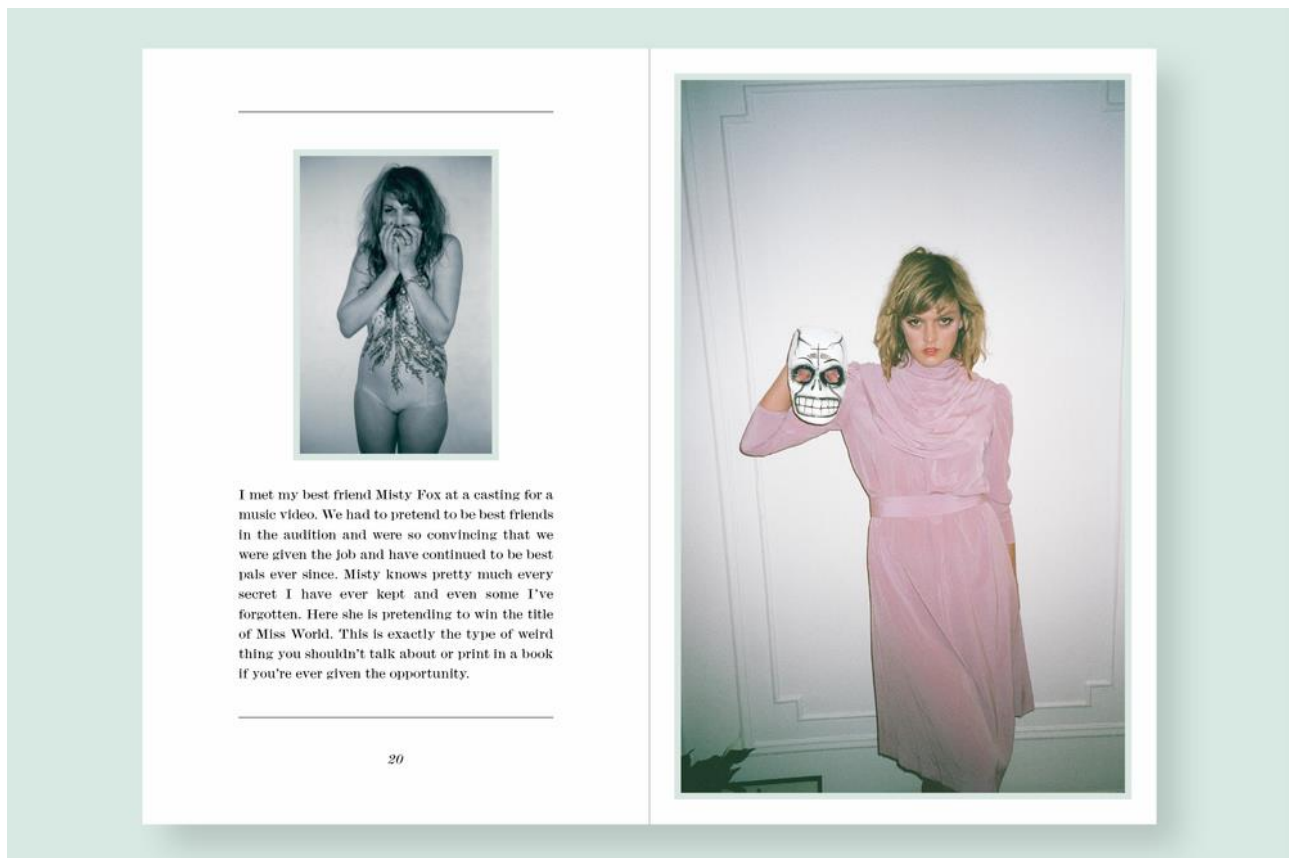 I met my best friend Misty Fox at a casting for a
music video. We had to pretend to be best friends
in the audition and were so convincing that we
were given the job and have continued to be best
pals ever since. Misty knows pretty much every
secret I have ever kept and even some I've
forgotten. Here she is pretending to win the title
of Miss World. This is exactly the type of weird
thing you shouldn't talk about or print in a book
if you're ever given the opportunity.
20